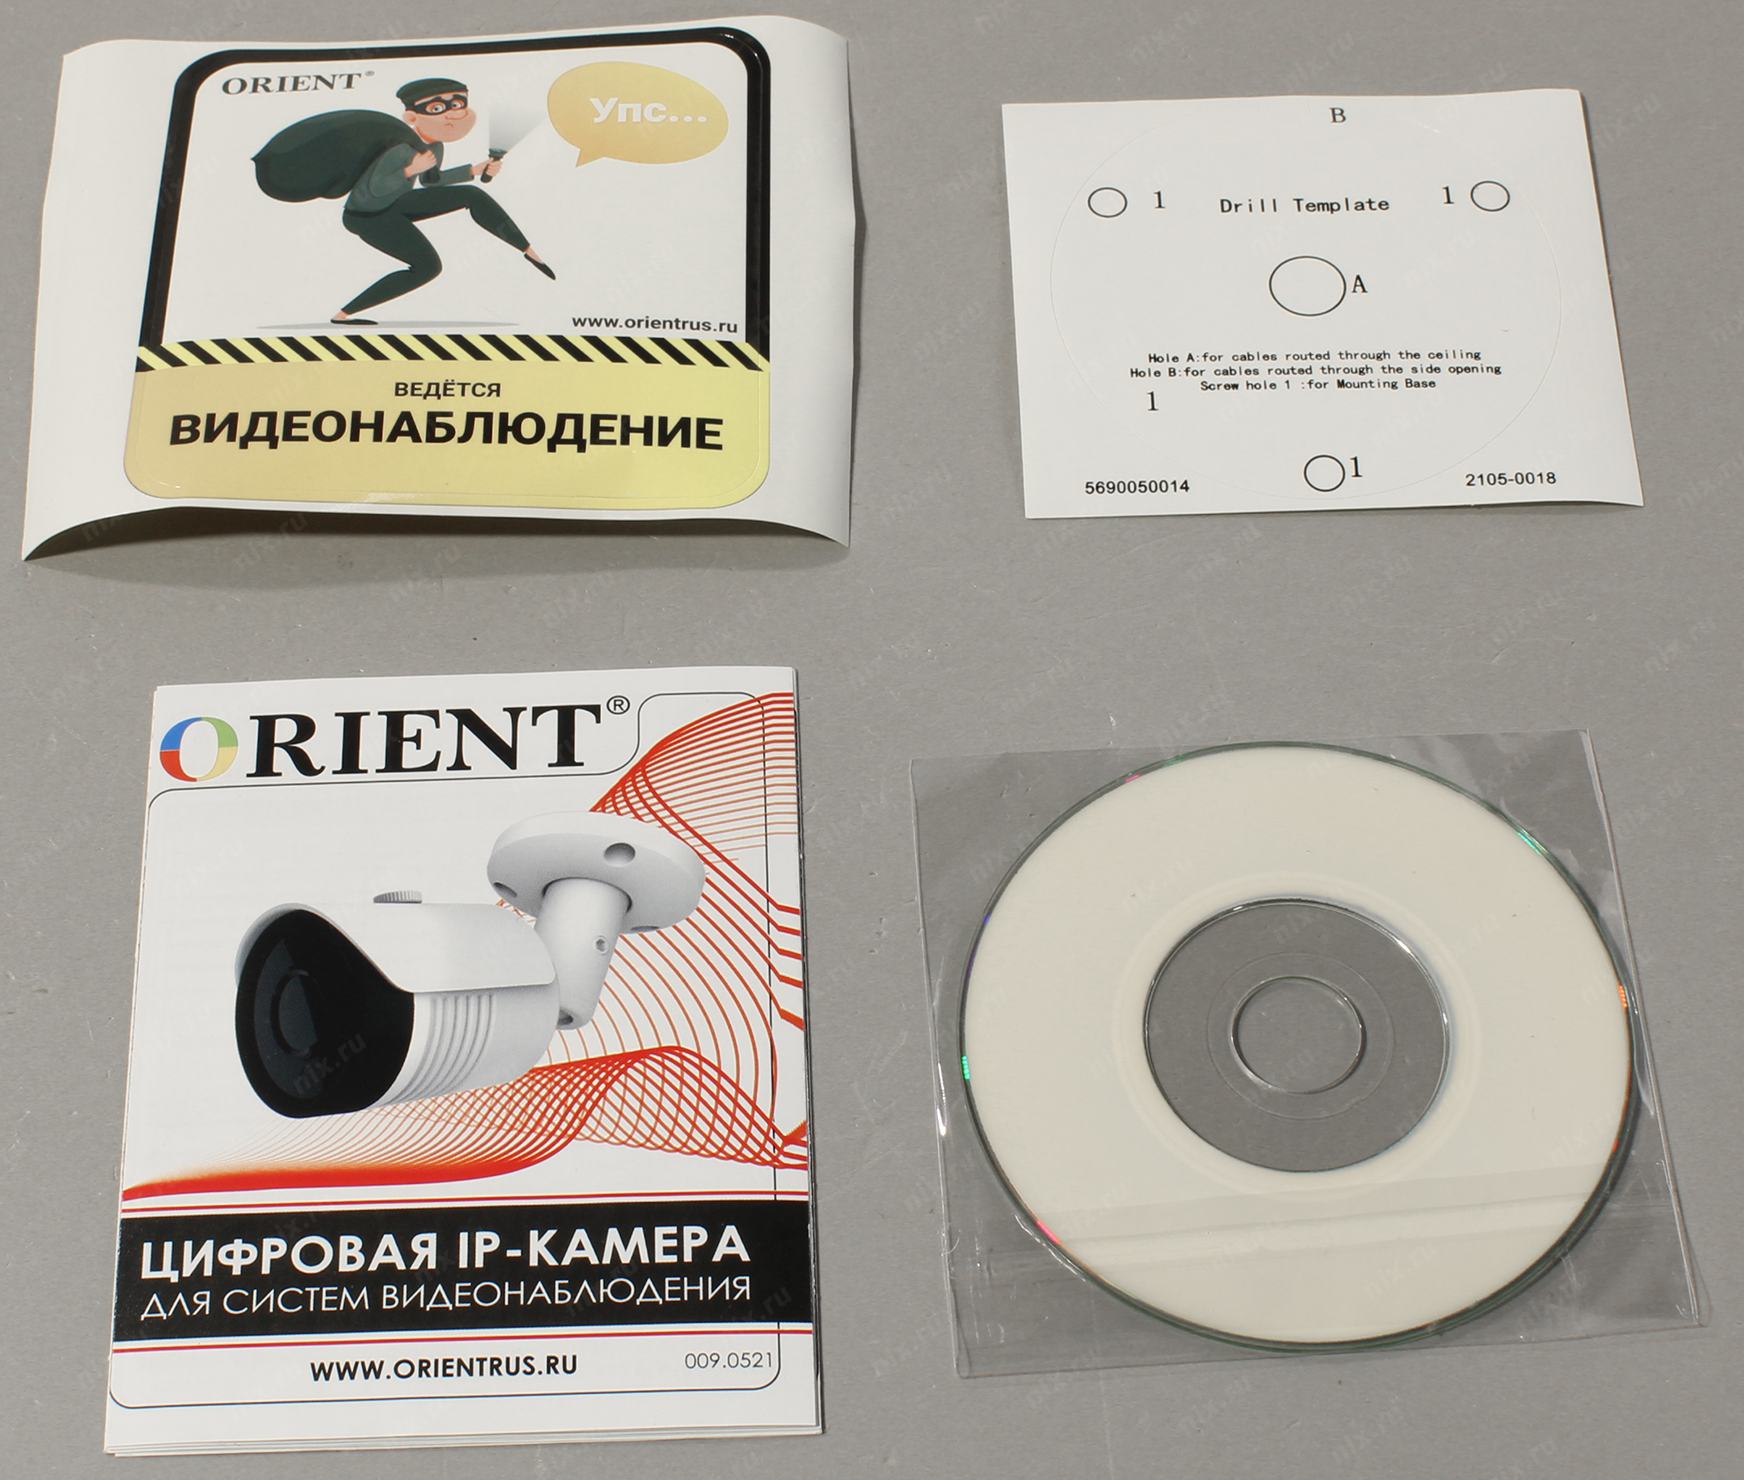 ORIENT®
Упс...
www.orientrus.ru
ВЕДЁТСЯ
ВИДЕОНАБЛЮДЕНИЕ
B
1 Drill Template 1
A
Hole A:for cables routed through the ceiling
Hole B:for cables routed through the side opening
Screw hole 1 :for Mounting Base
1
1
5690050014 2105-0018
ORIENT®
ЦИФРОВАЯ IP-КАМЕРА
ДЛЯ СИСТЕМ ВИДЕОНАБЛЮДЕНИЯ
WWW.ORIENTRUS.RU 009.0521
nix.ru